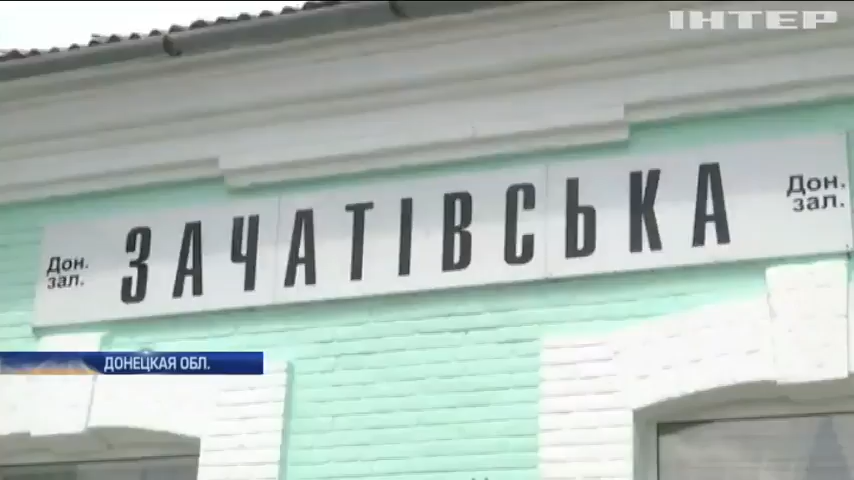 ІНТЕР
Дон.
зал.
ЗАЧАТІВСЬКА
Дон.
зал.
ДОНЕЦКАЯ ОБЛ.